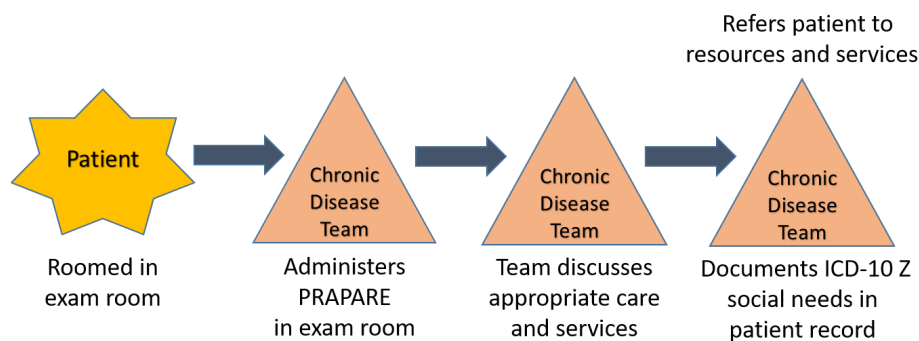 Refers patient to
resources and services
Patient
Chronic
Disease
Team
Chronic
Disease
Team
Chronic
Disease
Team
Roomed in
exam room
Administers
PRAPARE
in exam room
Team discusses
appropriate care
and services
Documents ICD-10 Z
social needs in
patient record